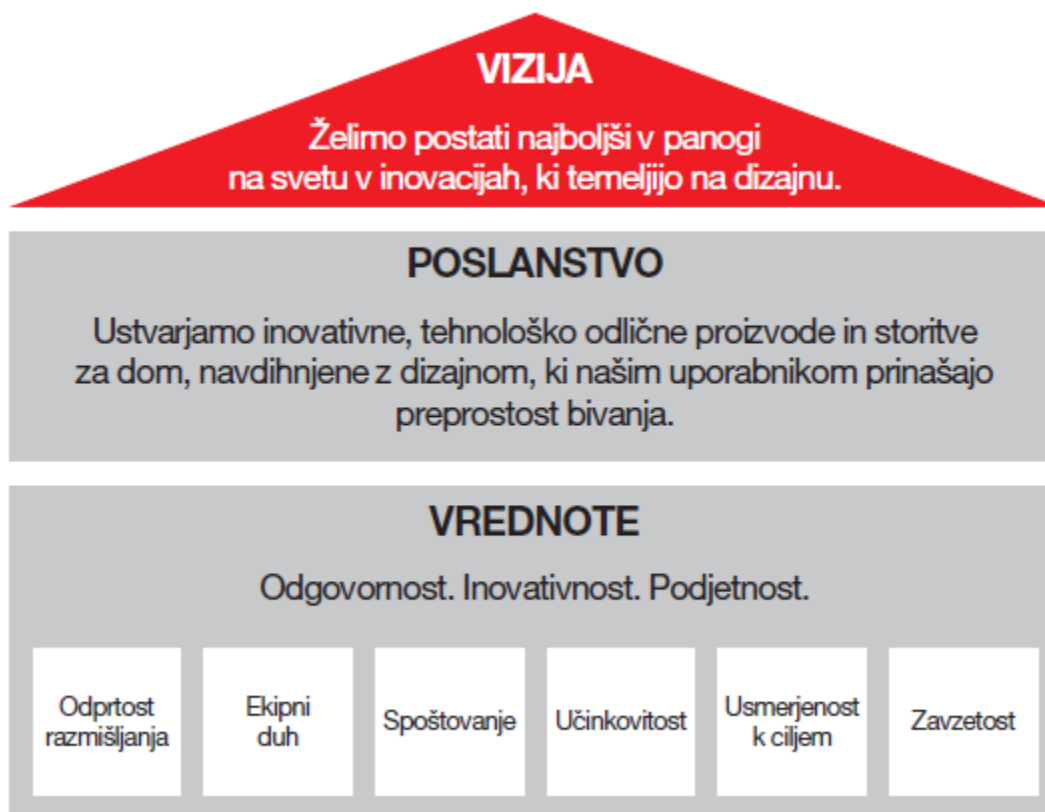 VIZIJA
Želimo postati najboljši v panogi
na svetu v inovacijah, ki temeljijo na dizajnu.
POSLANSTVO
Ustvarjamo inovativne, tehnološko odlične proizvode in storitve
za dom, navdihnjene z dizajnom, ki našim uporabnikom prinašajo
preprostost bivanja.
VREDNOTE
Odgovornost. Inovativnost. Podjetnost.
Odprtost
razmišljanja
Ekipni
duh
Spoštovanje
Učinkovitost
Usmerjenost
k ciljem
Zavzetost